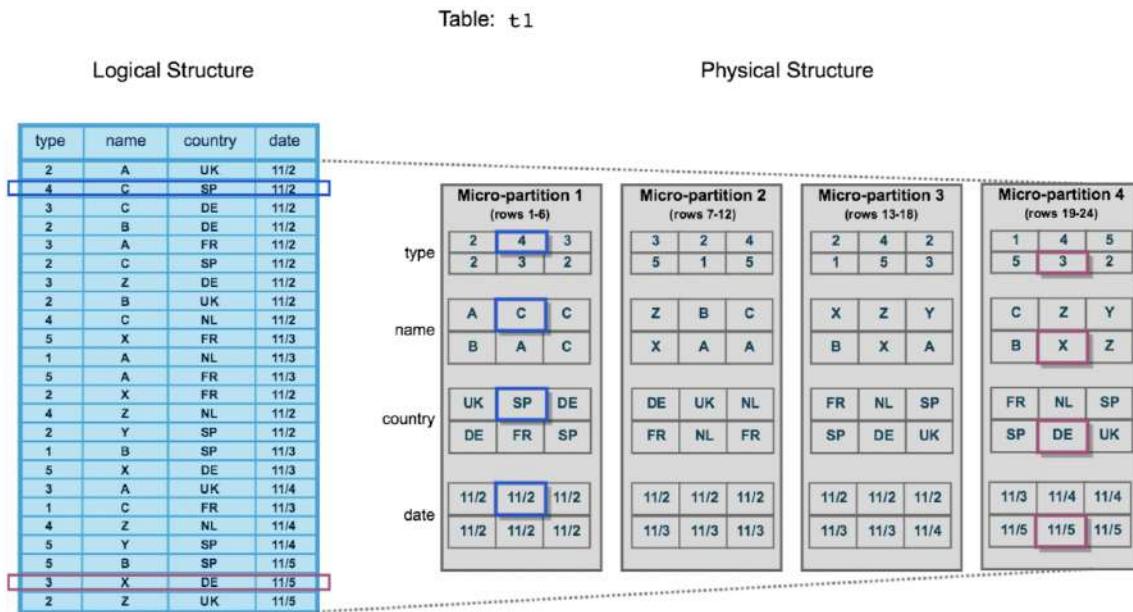 Table: t1
Logical Structure
Physical Structure
type name country date
2 A UK 11/2
4 C SP 11/2
3 C DE 11/2
2 B DE 11/2
3 A FR 11/2
2 C SP 11/2
3 Z DE 11/2
2 B UK 11/2
4 C NL 11/2
5 X FR 11/3
1 A NL 11/3
5 A FR 11/3
2 X FR 11/2
4 Z NL 11/2
2 Y SP 11/2
1 B SP 11/3
5 X DE 11/3
3 A UK 11/4
1 C FR 11/3
4 Z NL 11/4
5 Y SP 11/4
5 B SP 11/5
3 X DE 11/5
2 Z UK 11/5
Micro-partition 1 Micro-partition 2 Micro-partition 3 Micro-partition 4
(rows 1-6) (rows 7-12) (rows 13-18) (rows 19-24)
type
2 4 3 3 2 4 2 4 2 1 4 5
2 3 2 5 1 5 1 5 3 5 3 2
name
A C C Z B C X Z Y C Z Y
B A C X A A B X A B X Z
country
UK SP DE DE UK NL FR NL SP FR NL SP
DE FR SP FR NL FR SP DE UK SP DE UK
date
11/2 11/2 11/2 11/2 11/2 11/2 11/2 11/2 11/2 11/3 11/4 11/4
11/2 11/2 11/2 11/3 11/3 11/3 11/3 11/3 11/4 11/5 11/5 11/5